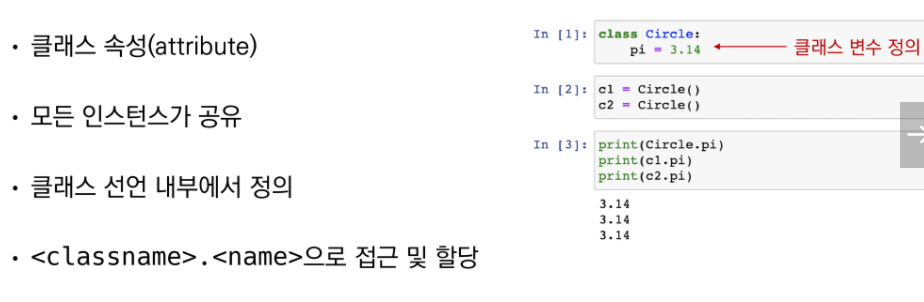 • 클래스 속성(attribute)
• 모든 인스턴스가 공유
• 클래스 선언 내부에서 정의
• <classname>.<name>으로 접근 및 할당
In [1]: class Circle:
    pi = 3.14 클래스 변수 정의
In [2]: c1 = Circle()
c2 = Circle()
In [3]: print(Circle.pi)
print(c1.pi)
print(c2.pi)
3.14
3.14
3.14